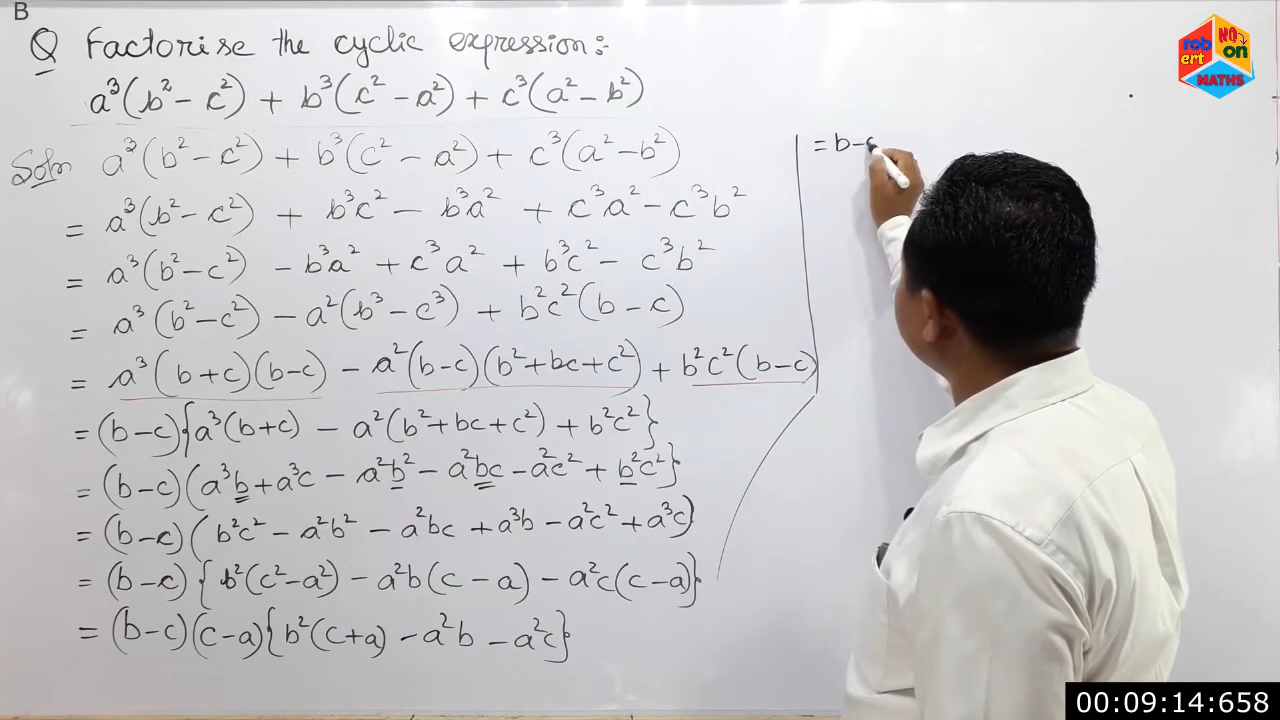 B
Q Factorise the cyclic expression:-
a³(b² - c²) + b³(c² - a²) + c³(a² - b²)
Soln a³(b² - c²) + b³(c² - a²) + c³(a² - b²)
= a³(b² - c²) + b³c² - b³a² + c³a² - c³b²
= a³(b² - c²) - b³a² + c³a² + b³c² - c³b²
= a³(b² - c²) - a²(b³ - c³) + b²c²(b - c)
= a³(b+c)(b-c) - a²(b-c)(b²+bc+c²) + b²c²(b-c)
= (b-c){a³(b+c) - a²(b²+bc+c²) + b²c²}
= (b-c)(a³b + a³c - a²b² - a²bc - a²c² + b²c²}
= (b-c)(b²c² - a²b² - a²bc + a³b - a²c² + a³c)
= (b-c){b²(c²-a²) - a²b(c-a) - a²c(c-a)}
= (b-c)(c-a){b²(c+a) - a²b - a²c}
= b-c
robert
NO
on
MATHS
00:09:14:658